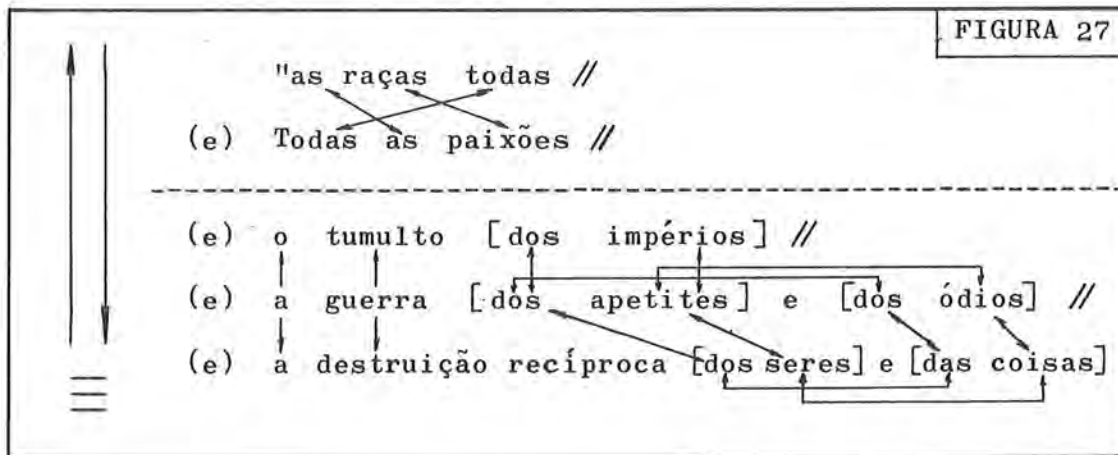 FIGURA 27
"as raças todas //
(e) Todas as paixões //
(e) o tumulto [dos impérios] //
(e) a guerra [dos apetites] e [dos ódios] //
(e) a destruição recíproca [dos seres] e [das coisas]